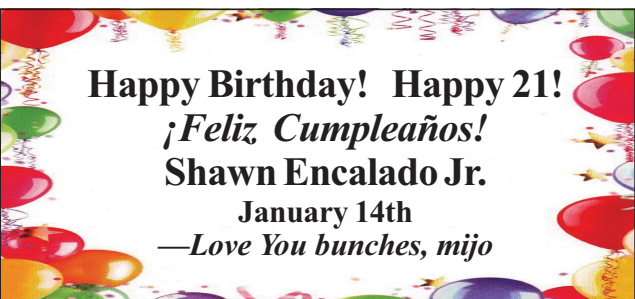 Happy Birthday! Happy 21!
¡Feliz Cumpleaños!
Shawn Encalado Jr.
January 14th
—Love You bunches, mijo